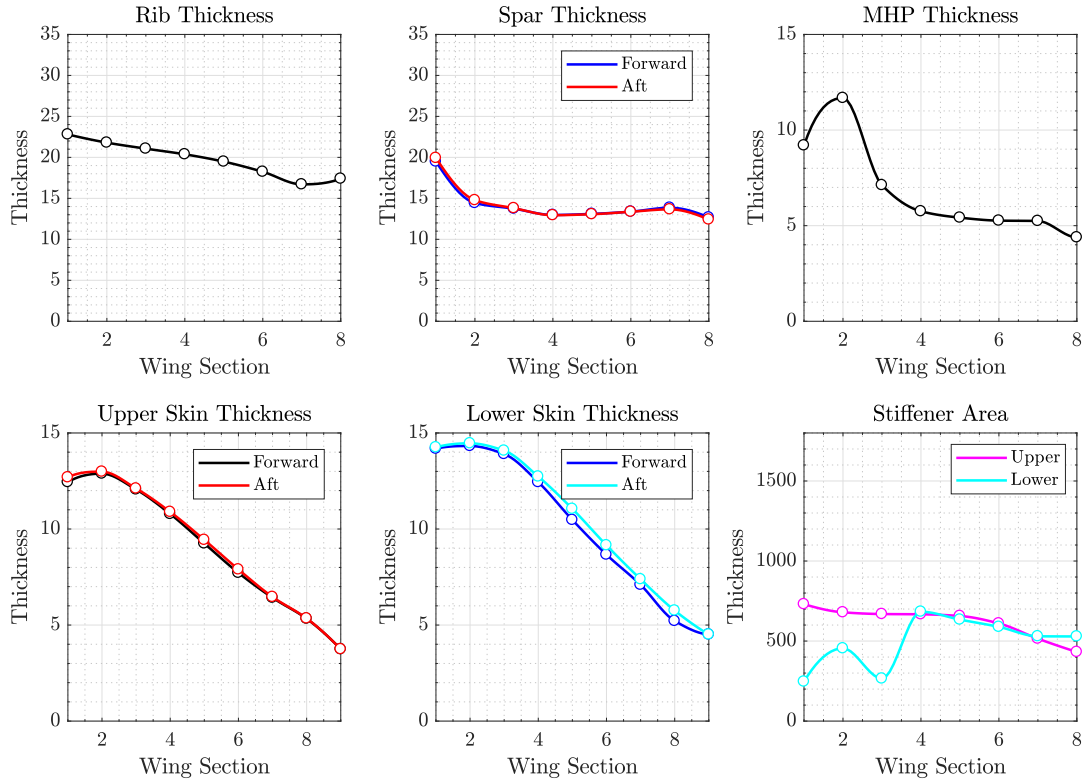 Rib Thickness
35
30
25
20
15
10
5
0
Thickness
2
4
6
8
Wing Section
Spar Thickness
35
30
25
20
15
10
5
0
Thickness
Forward
Aft
2
4
6
8
Wing Section
MHP Thickness
15
10
5
0
Thickness
2
4
6
8
Wing Section
Upper Skin Thickness
15
10
5
0
Thickness
Forward
Aft
2
4
6
8
Wing Section
Lower Skin Thickness
15
10
5
0
Thickness
Forward
Aft
2
4
6
8
Wing Section
Stiffener Area
1500
1000
500
0
Thickness
Upper
Lower
2
4
6
8
Wing Section